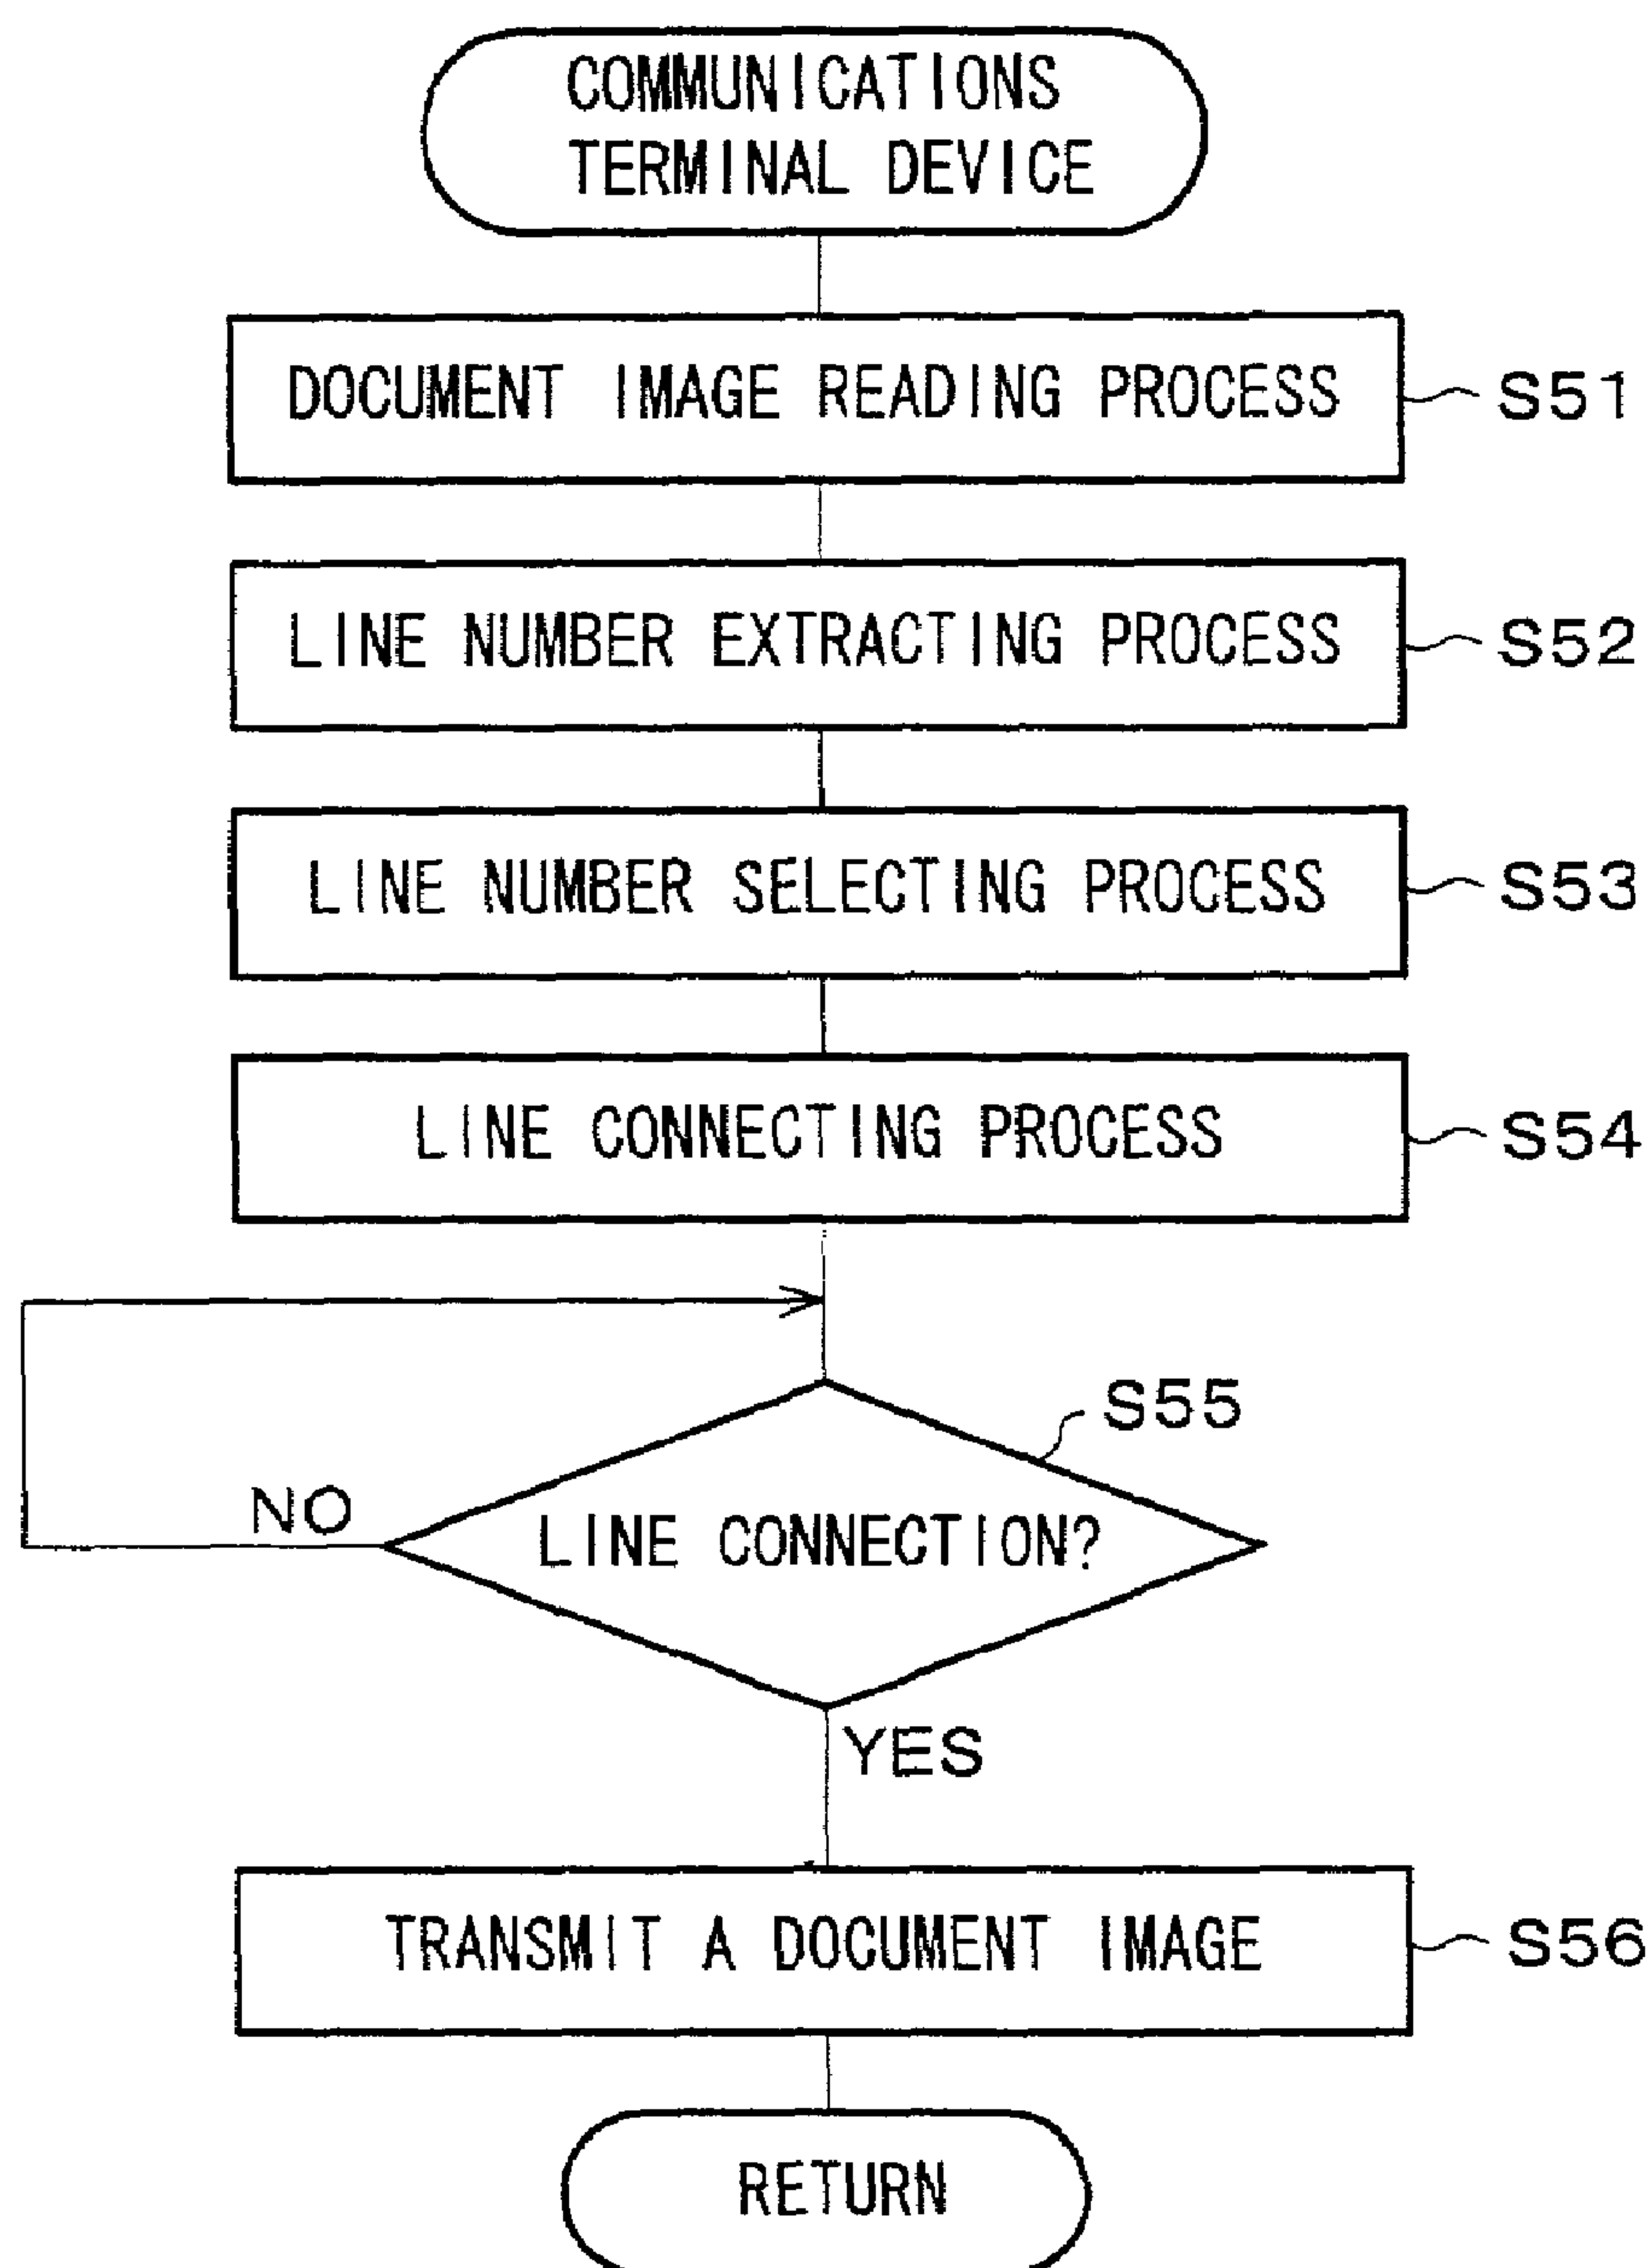 COMMUNICATIONS
TERMINAL DEVICE
DOCUMENT IMAGE READING PROCESS
S51
LINE NUMBER EXTRACTING PROCESS
S52
LINE NUMBER SELECTING PROCESS
S53
LINE CONNECTING PROCESS
S54
S55
NO
LINE CONNECTION?
YES
TRANSMIT A DOCUMENT IMAGE
S56
RETURN